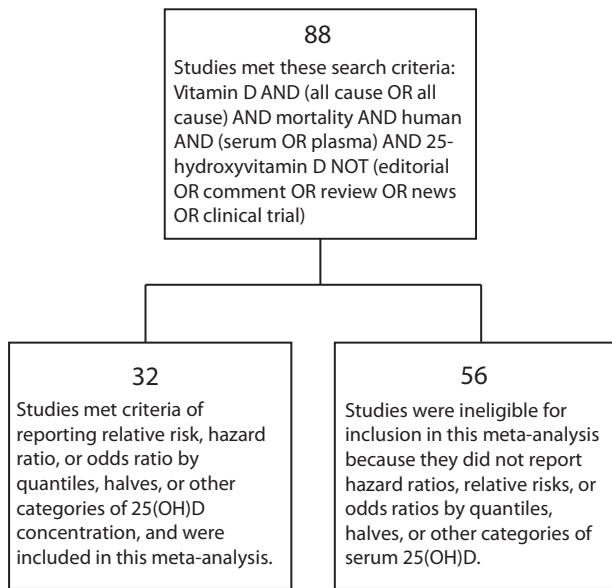 88
Studies met these search criteria:
Vitamin D AND (all cause OR all
cause) AND mortality AND human
AND (serum OR plasma) AND 25-
hydroxyvitamin D NOT (editorial
OR comment OR review OR news
OR clinical trial)
32
Studies met criteria of
reporting relative risk, hazard
ratio, or odds ratio by
quantiles, halves, or other
categories of 25(OH)D
concentration, and were
included in this meta-analysis.
56
Studies were ineligible for
inclusion in this meta-analysis
because they did not report
hazard ratios, relative risks, or
odds ratios by quantiles,
halves, or other categories of
serum 25(OH)D.